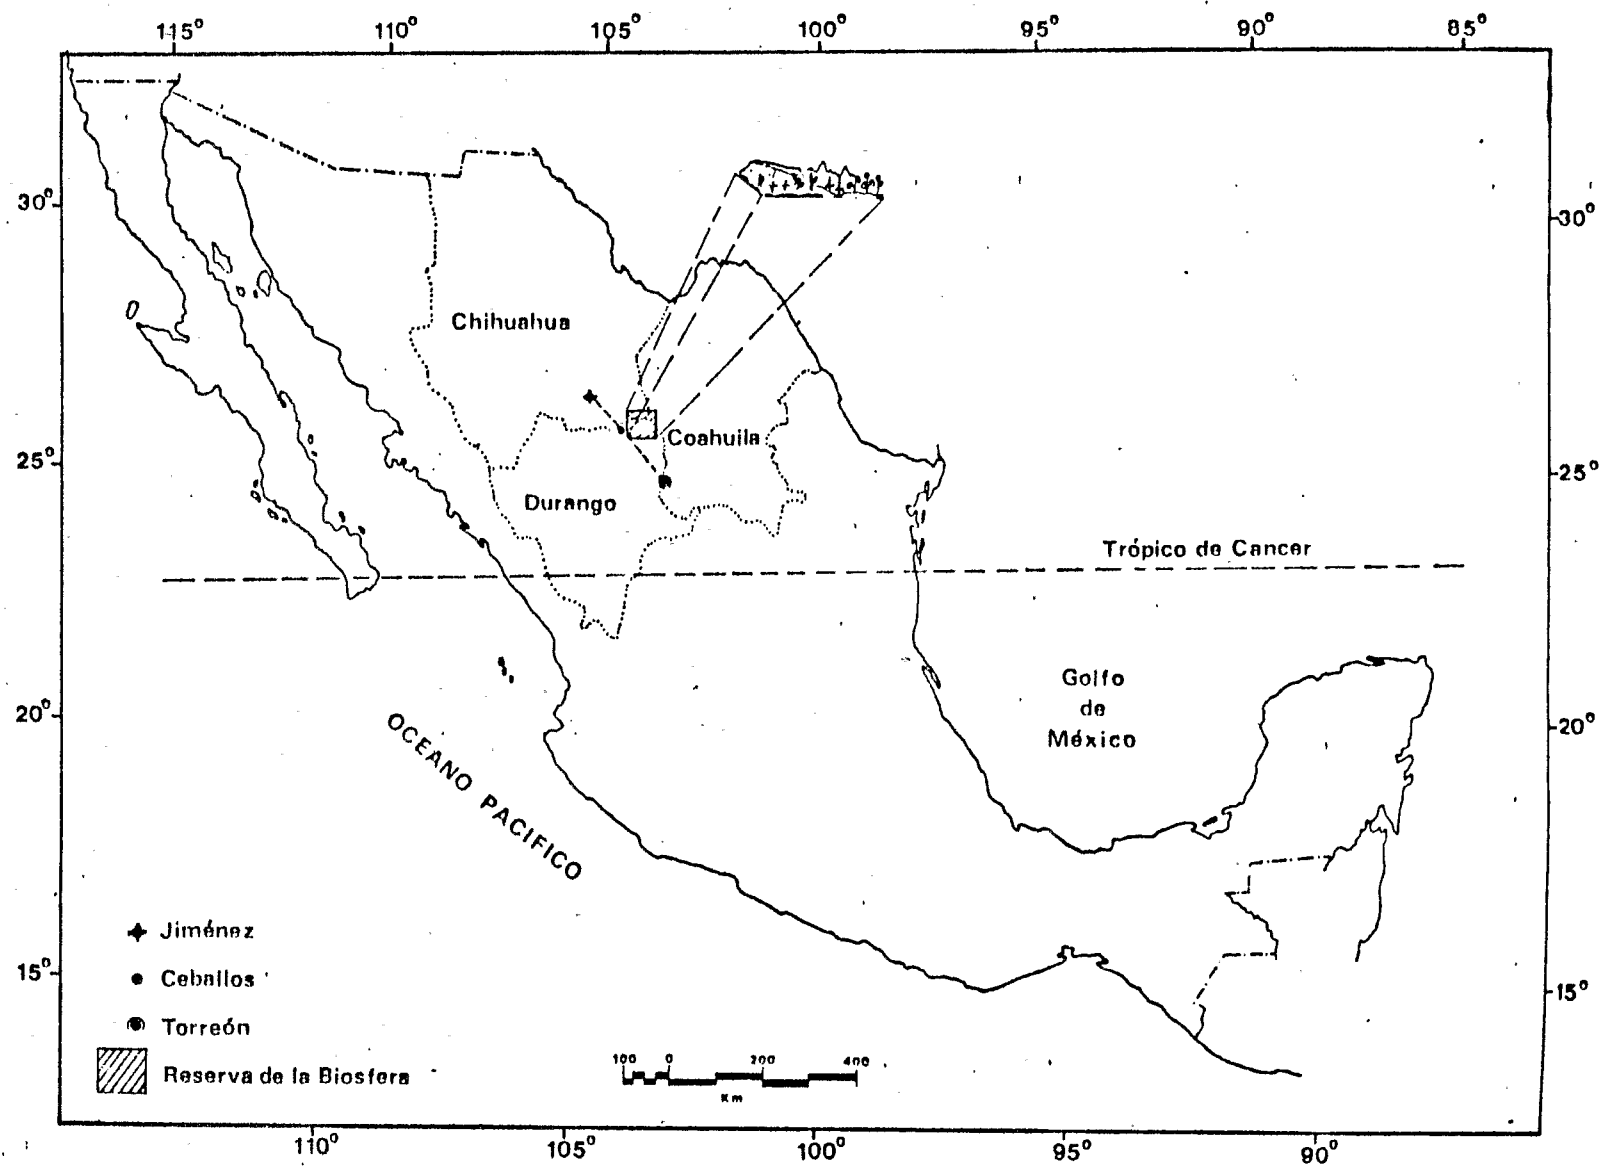 115° 110° 105° 100° 95° 90° 85°
30° 30°
Chihuahua
Coahuila
25° 25°
Durango
Trópico de Cancer
Golfo
de
México
20° 20°
OCEANO PACIFICO
Jiménez
15° 15°
Ceballos
Torreón
Reserva de la Biosfera
100 0 200 400
Km
110° 105° 100° 95° 90°